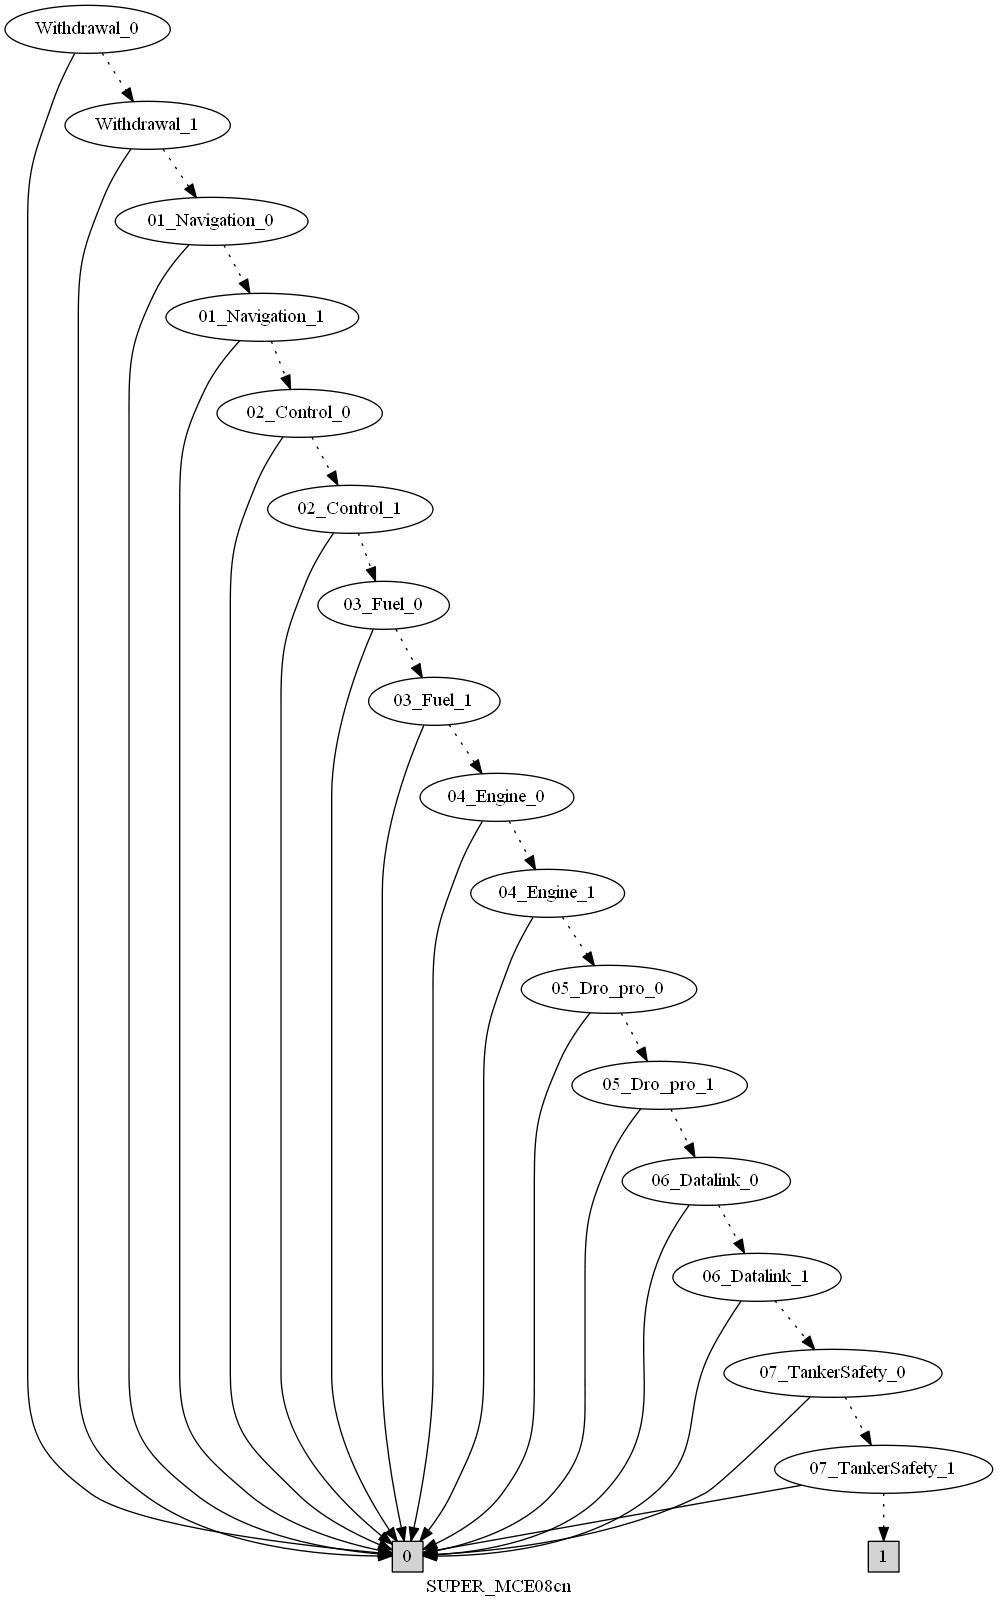 Withdrawal_0
Withdrawal_1
01_Navigation_0
01_Navigation_1
02_Control_0
02_Control_1
03_Fuel_0
03_Fuel_1
04_Engine_0
04_Engine_1
05_Dro_pro_0
05_Dro_pro_1
06_Datalink_0
06_Datalink_1
07_TankerSafety_0
07_TankerSafety_1
0
1
SUPER_MCE08cn